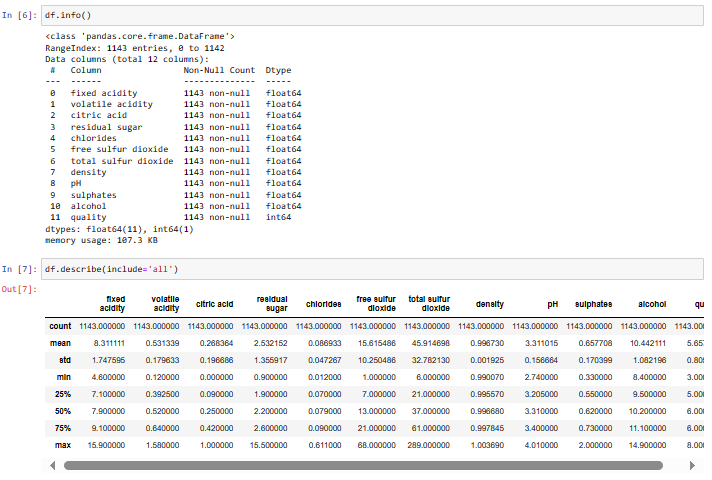 In [6]: df.info()
<class 'pandas.core.frame.DataFrame'>
RangeIndex: 1143 entries, 0 to 1142
Data columns (total 12 columns):
#   Column   Non-Null Count   Dtype
---  ------  --------------  -----
0   fixed acidity   1143 non-null   float64
1   volatile acidity   1143 non-null   float64
2   citric acid   1143 non-null   float64
3   residual sugar   1143 non-null   float64
4   chlorides   1143 non-null   float64
5   free sulfur dioxide   1143 non-null   float64
6   total sulfur dioxide   1143 non-null   float64
7   density   1143 non-null   float64
8   pH   1143 non-null   float64
9   sulphates   1143 non-null   float64
10   alcohol   1143 non-null   float64
11   quality   1143 non-null   int64
dtypes: float64(11), int64(1)
memory usage: 107.3 KB
In [7]: df.describe(include='all')
Out[7]:
fixed acidity   volatile acidity   citric acid   residual sugar   chlorides   free sulfur dioxide   total sulfur dioxide   density   pH   sulphates   alcohol   qu
count 1143.000000 1143.000000 1143.000000 1143.000000 1143.000000 1143.000000 1143.000000 1143.000000 1143.000000 1143.000000 1143.000000 1143.00
mean 8.311111 0.531339 0.268364 2.532152 0.086933 15.615486 45.914698 0.996730 3.311015 0.657708 10.442111 5.65
std 1.747595 0.179633 0.196686 1.355917 0.047267 10.250486 32.782130 0.001925 0.156664 0.170399 1.082196 0.80
min 4.600000 0.120000 0.000000 0.900000 0.012000 1.000000 6.000000 0.990070 2.740000 0.330000 8.400000 3.00
25% 7.100000 0.392500 0.090000 1.900000 0.070000 7.000000 21.000000 0.995570 3.205000 0.550000 9.500000 5.00
50% 7.900000 0.520000 0.250000 2.200000 0.079000 13.000000 37.000000 0.996680 3.310000 0.620000 10.200000 6.00
75% 9.100000 0.640000 0.420000 2.600000 0.090000 21.000000 61.000000 0.997845 3.400000 0.730000 11.100000 6.00
max 15.900000 1.580000 1.000000 15.500000 0.611000 68.000000 289.000000 1.003690 4.010000 2.000000 14.900000 8.00